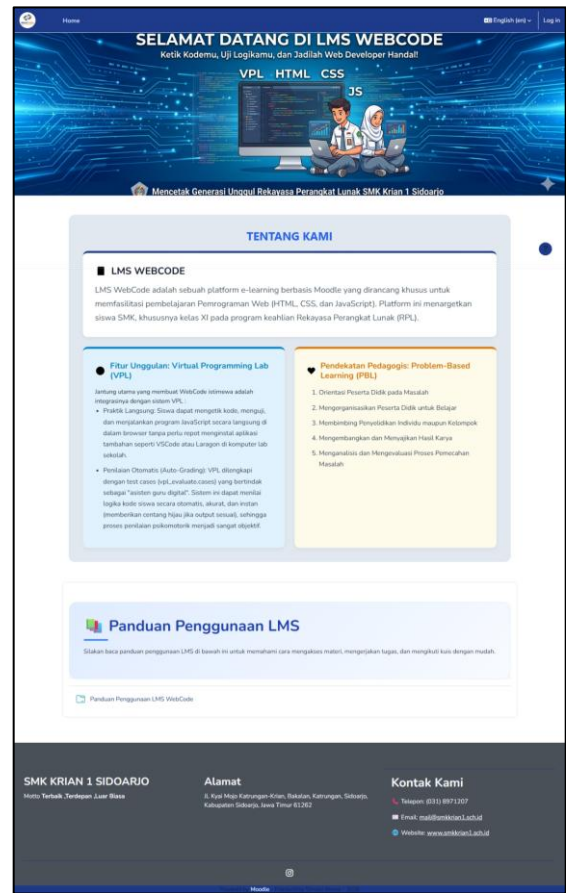 Home
English (en)
Log in
SELAMAT DATANG DI LMS WEBCODE
Ketik Kodemu, Uji Logikamu, dan Jadilah Web Developer Handal!
VPL HTML CSS
JS
Mencetak Generasi Unggul Rekayasa Perangkat Lunak SMK Krian 1 Sidoarjo
TENTANG KAMI
LMS WEBCODE
LMS WebCode adalah sebuah platform e-learning berbasis Moodle yang dirancang khusus untuk
memfasilitasi pembelajaran Pemrograman Web (HTML, CSS, dan JavaScript). Platform ini menargetkan
siswa SMK, khususnya kelas XI pada program keahlian Rekayasa Perangkat Lunak (RPL).
Fitur Unggulan: Virtual Programming Lab
(VPL)
Jantung utama yang membuat WebCode istimewa adalah
integrasinya dengan sistem VPL :
• Praktik Langsung: Siswa dapat mengetik kode, menguji,
dan menjalankan program JavaScript secara langsung di
dalam browser tanpa perlu repot menginstal aplikasi
tambahan seperti VSCode atau Laragon di komputer lab
sekolah.
• Penilaian Otomatis (Auto-Grading): VPL dilengkapi
dengan test cases (vpl_evaluate.cases) yang bertindak
sebagai "asisten guru digital". Sistem ini dapat menilai
logika kode siswa secara otomatis, akurat, dan instan
(memberikan centang hijau jika output sesuai), sehingga
proses penilaian psikomotorik menjadi sangat objektif.
Pendekatan Pedagogis: Problem-Based
Learning (PBL)
1. Orientasi Peserta Didik pada Masalah
2. Mengorganisasikan Peserta Didik untuk Belajar
3. Membimbing Penyelidikan Individu maupun Kelompok
4. Mengembangkan dan Menyajikan Hasil Karya
5. Menganalisis dan Mengevaluasi Proses Pemecahan
Masalah
Panduan Penggunaan LMS
Silakan baca panduan penggunaan LMS di bawah ini untuk memahami cara mengakses materi, mengerjakan tugas, dan mengikuti kuis dengan mudah.
Panduan Penggunaan LMS WebCode
SMK KRIAN 1 SIDOARJO
Motto Terbaik ,Terdepan ,Luar Biasa
Alamat
Jl. Kyai Mojo Katrungan-Krian, Bakalan, Katrungan, Sidoarjo,
Kabupaten Sidoarjo, Jawa Timur 61262
Kontak Kami
Telepon: (031) 8971207
Email: mail@smkkrian1.sch.id
Website: www.smkkrian1.sch.id
Moodle